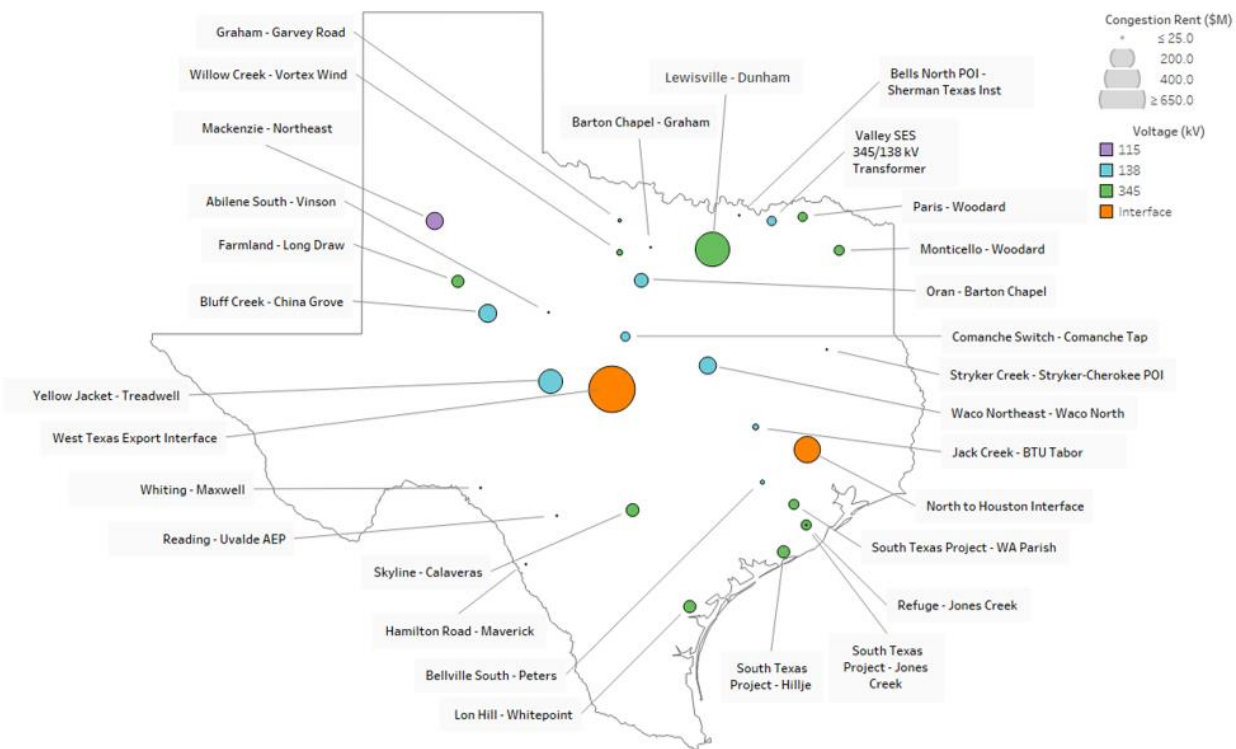 Graham - Garvey Road
Willow Creek - Vortex Wind
Mackenzie - Northeast
Abilene South - Vinson
Farmland - Long Draw
Bluff Creek - China Grove
Yellow Jacket - Treadwell
West Texas Export Interface
Whiting - Maxwell
Reading - Uvalde AEP
Skyline - Calaveras
Hamilton Road - Maverick
Bellville South - Peters
Lon Hill - Whitepoint
Barton Chapel - Graham
Lewisville - Dunham
Bells North POI -
Sherman Texas Inst
Valley SES
345/138 kV
Transformer
Paris - Woodard
Monticello - Woodard
Oran - Barton Chapel
Comanche Switch - Comanche Tap
Stryker Creek - Stryker-Cherokee POI
Waco Northeast - Waco North
Jack Creek - BTU Tabor
North to Houston Interface
South Texas Project - WA Parish
Refuge - Jones Creek
South Texas
Project - Jones
Creek
South Texas
Project - Hillje
Congestion Rent ($M)
≤ 25.0
200.0
400.0
≥ 650.0
Voltage (kV)
115
138
345
Interface